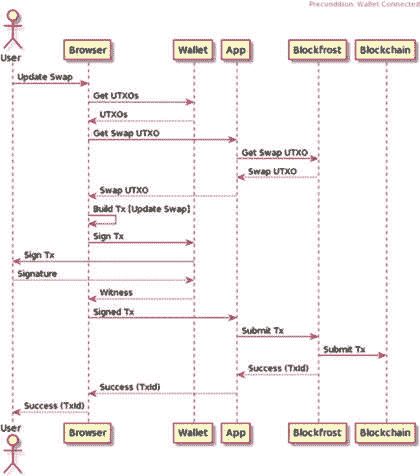 Precondition: Wallet Connected
User
Browser
Wallet
App
Blockfrost
Blockchain
Update Swap
Get UTXOs
UTXOs
Get Swap UTXO
Get Swap UTXO
Swap UTXO
Swap UTXO
Build Tx [Update Swap]
Sign Tx
Sign Tx
Signature
Witness
Signed Tx
Submit Tx
Submit Tx
Success (TxId)
Success (TxId)
Success (TxId)
User
Browser
Wallet
App
Blockfrost
Blockchain